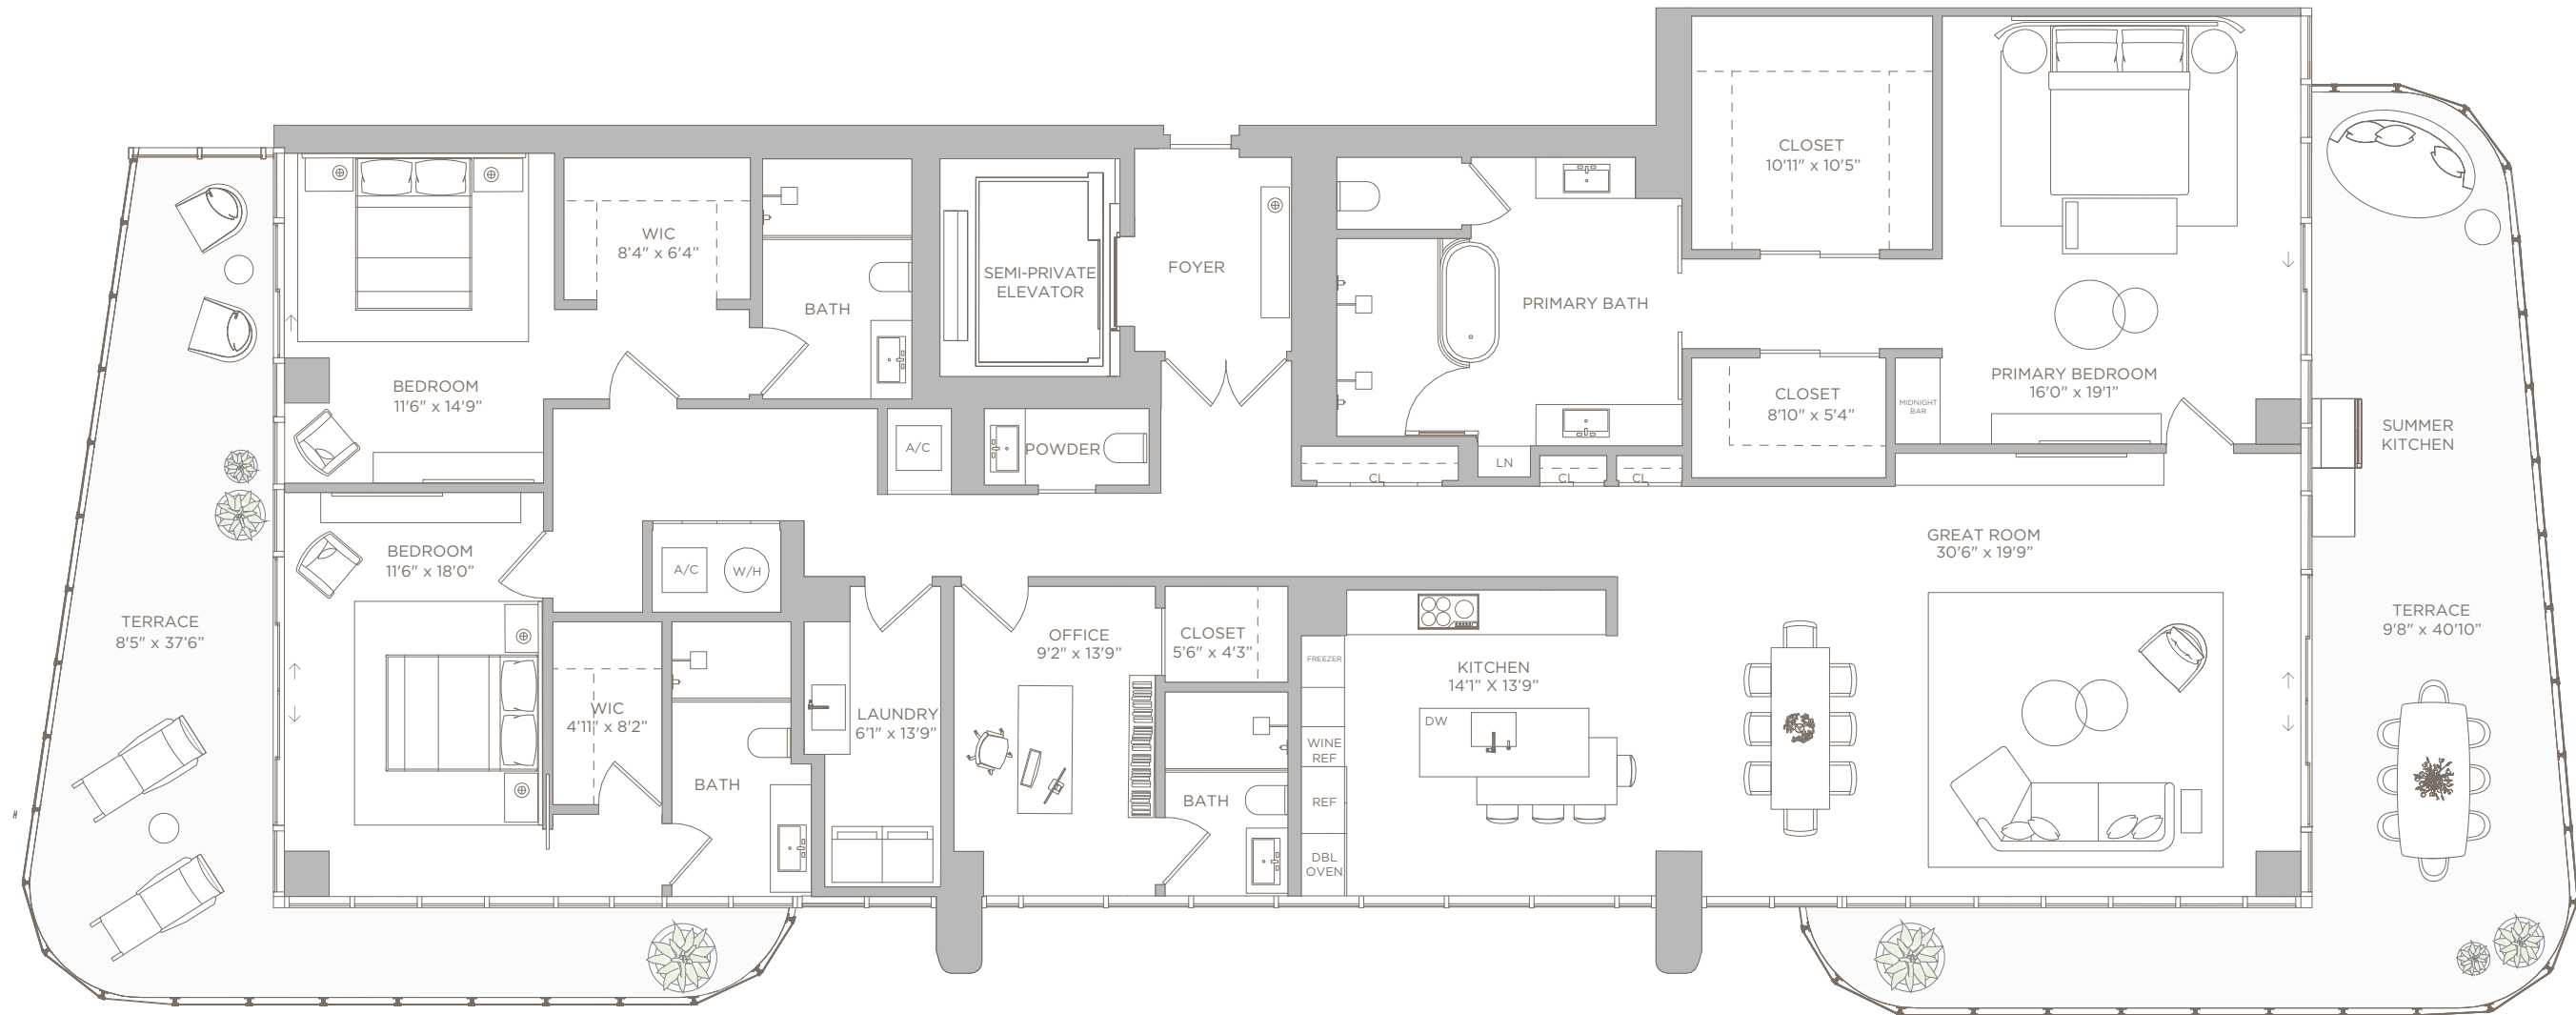 CLOSET
10'11" x 10'5"
WIC
8'4" x 6'4"
SEMI-PRIVATE
ELEVATOR
FOYER
BATH
PRIMARY BATH
BEDROOM
11'6" x 14'9"
PRIMARY BEDROOM
16'0" x 19'1"
CLOSET
8'10" x 5'4"
MIDNIGHT
BAR
SUMMER
KITCHEN
A/C
POWDER
LN
CL
CL
CL
BEDROOM
11'6" x 18'0"
A/C
W/H
GREAT ROOM
30'6" x 19'9"
TERRACE
8'5" x 37'6"
OFFICE
9'2" x 13'9"
CLOSET
5'6" x 4'3"
FREEZER
KITCHEN
14'1" X 13'9"
TERRACE
9'8" x 40'10"
WIC
4'11" x 8'2"
LAUNDRY
6'1" x 13'9"
DW
WINE
REF
BATH
BATH
REF
DBL
OVEN